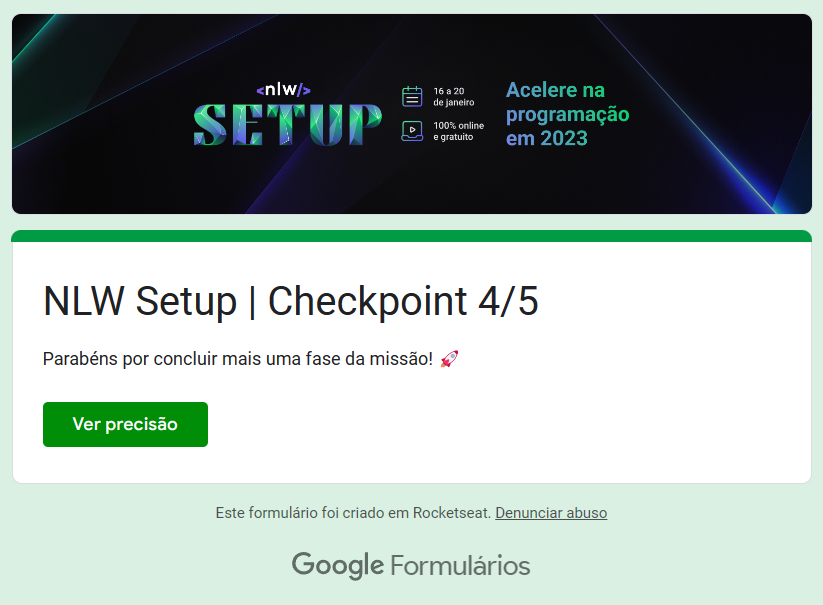 <nlw/>
SETUP
16 a 20
de janeiro
100% online
e gratuito
Acelere na
programação
em 2023
NLW Setup | Checkpoint 4/5
Parabéns por concluir mais uma fase da missão! 🚀
Ver precisão
Este formulário foi criado em Rocketseat. Denunciar abuso
Google Formulários